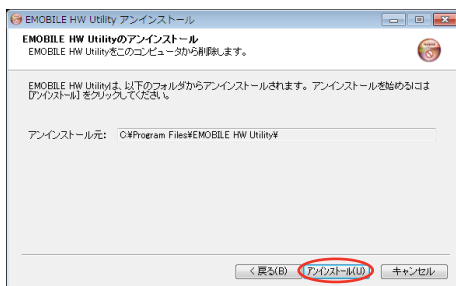 EMOBILE HW Utility アンインストール
EMOBILE HW Utilityのアンインストール
EMOBILE HW Utilityをこのコンピュータから削除します。
EMOBILE HW Utilityは、以下のフォルダからアンインストールされます。アンインストールを始めるには
[アンインストール] をクリックしてください。
アンインストール元: C:¥Program Files¥EMOBILE HW Utility¥
< 戻る(B) アンインストール(U) キャンセル